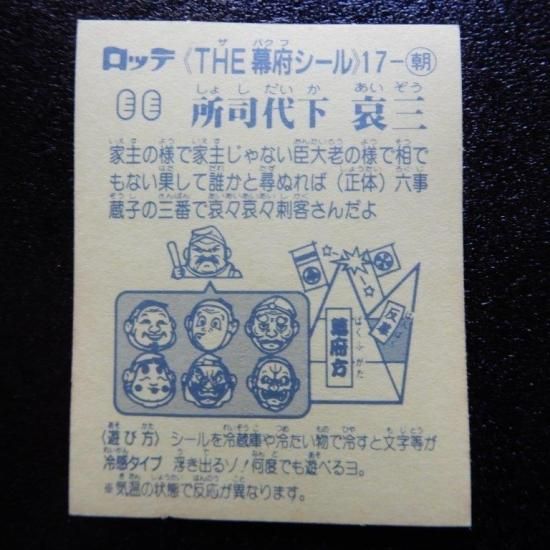 ロッテ《THE幕府シール》17-朝
所司代下 哀三
家主の様で家主じゃない臣大老の様で相で
もない果して誰かと尋ぬれば(正体)六事
蔵子の三番で哀々哀々刺客さんだよ
反幕
幕府方
ばくふがた
〈遊び方〉シールを冷蔵庫や冷たい物で冷すと文字等が
冷感タイプ 浮き出るゾ!何度でも遊べるヨ。
※気温の状態で反応が異なります。